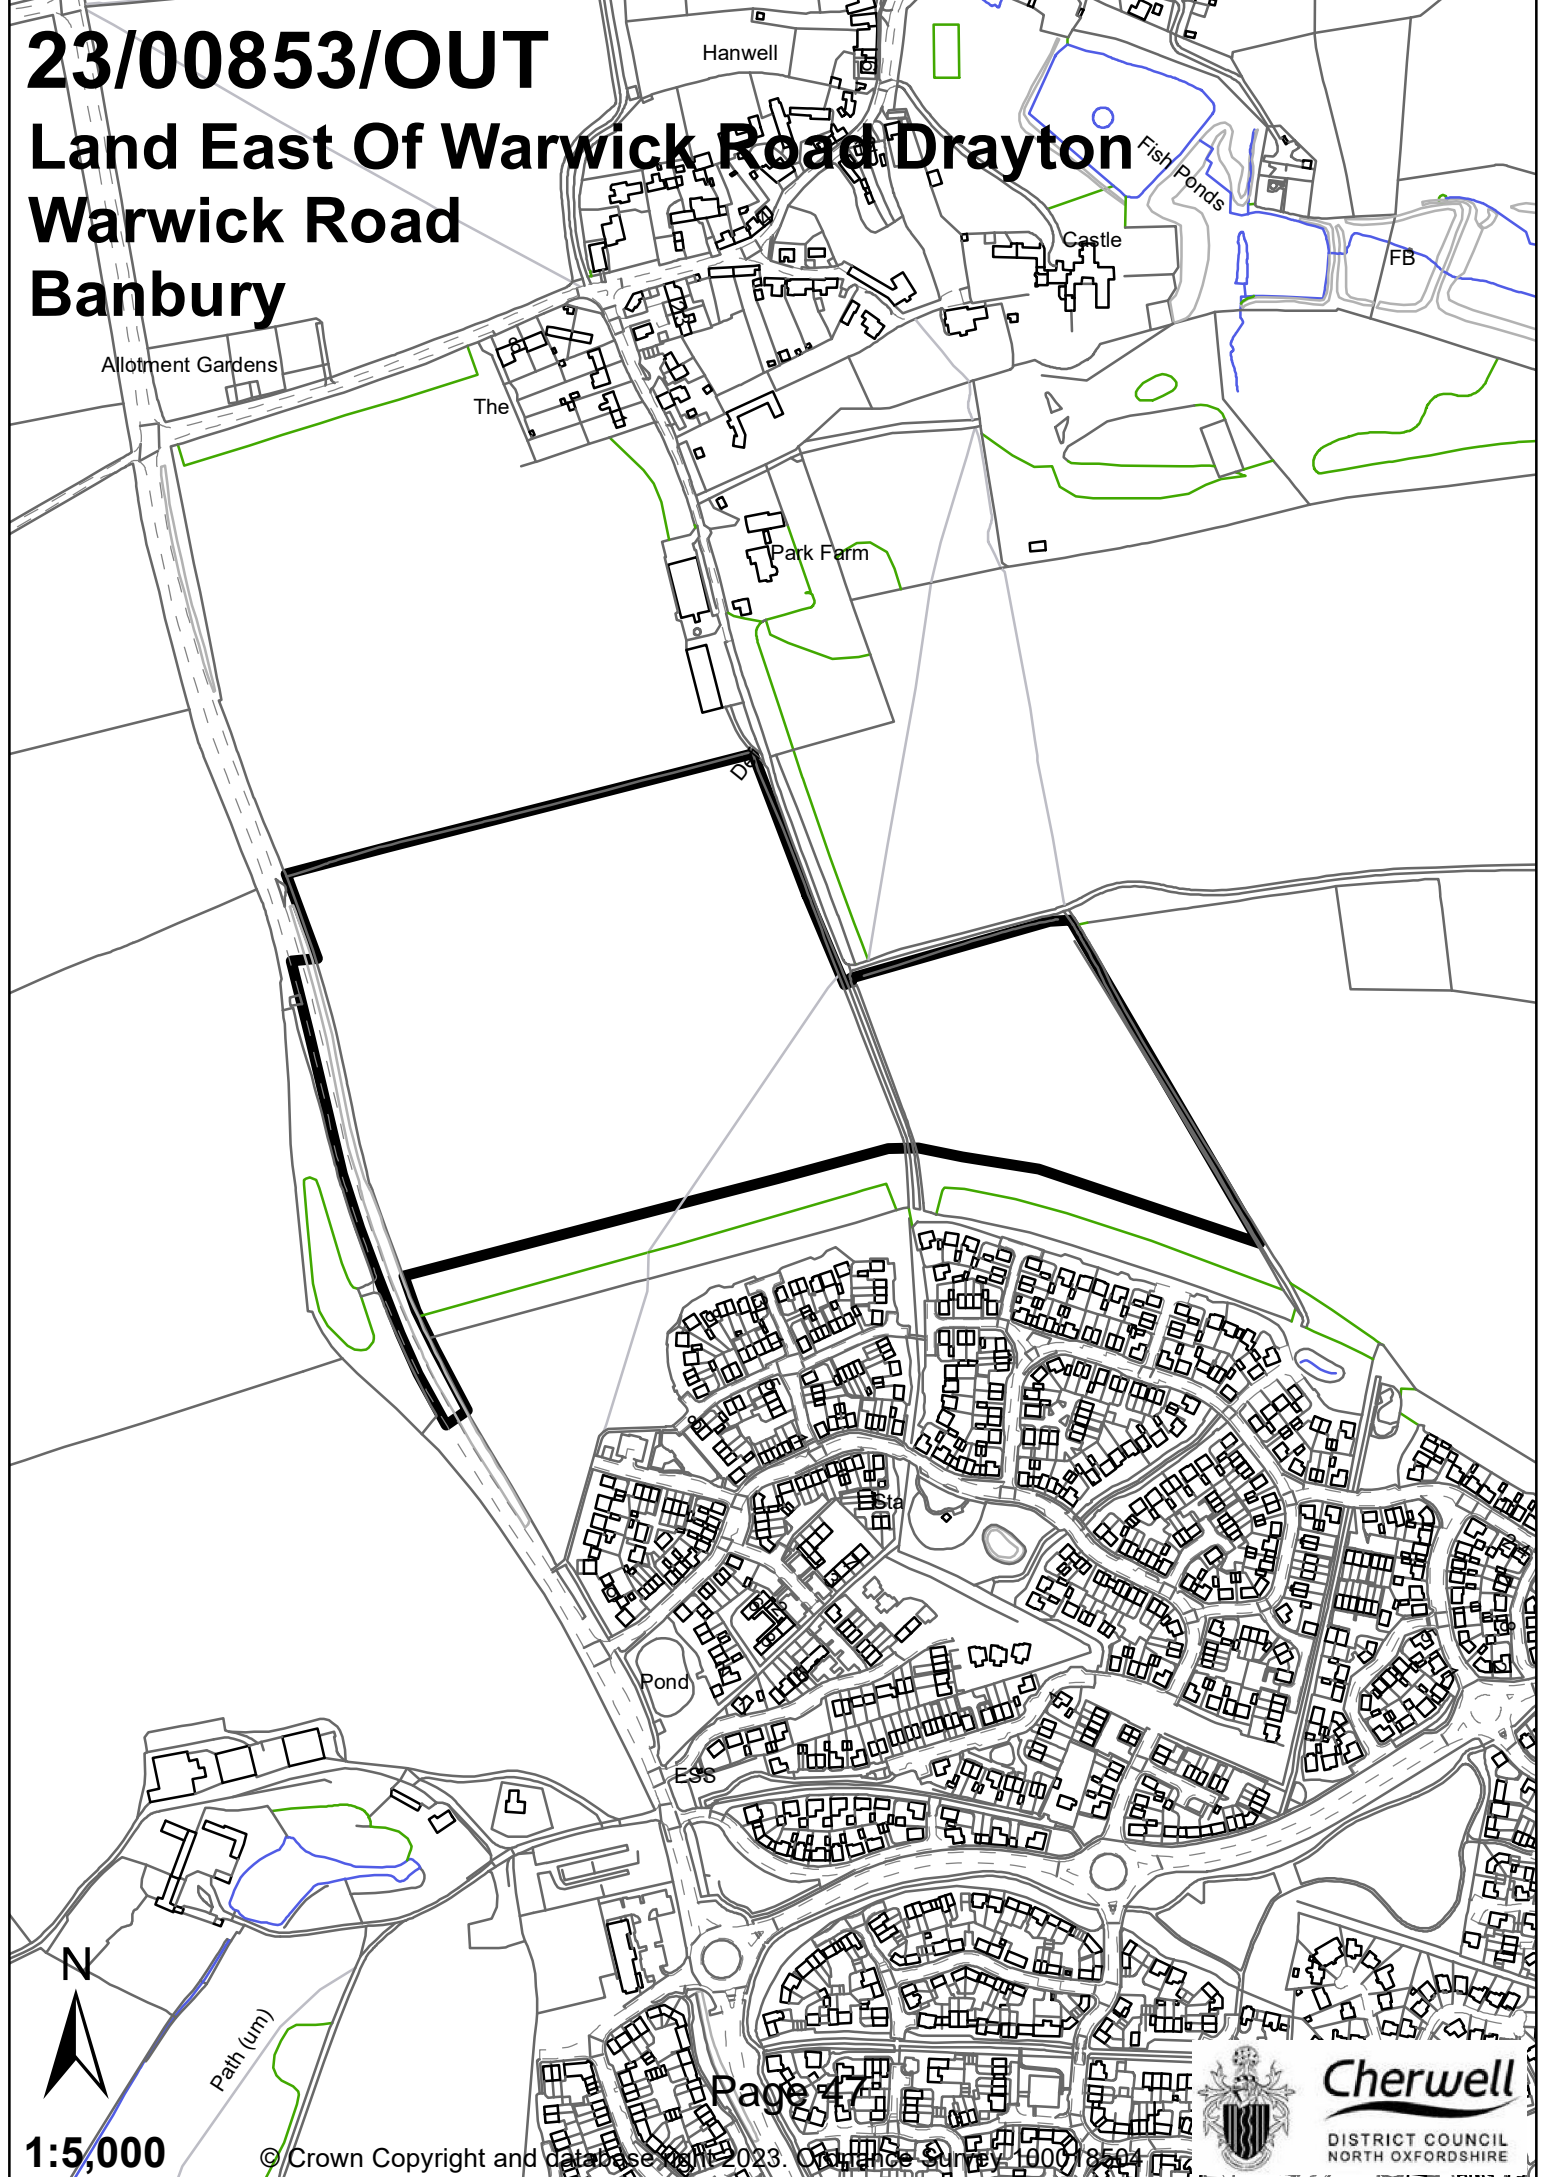 23/00853/OUT
Land East Of Warwick Road Drayton
Warwick Road
Banbury
Hanwell
Fish Ponds
Castle
FB
Allotment Gardens
The
Park Farm
De
Sta
Pond
ESS
N
Path (um)
Page 47
1:5,000
© Crown Copyright and database right 2023. Ordnance Survey 100018504
Cherwell
DISTRICT COUNCIL
NORTH OXFORDSHIRE